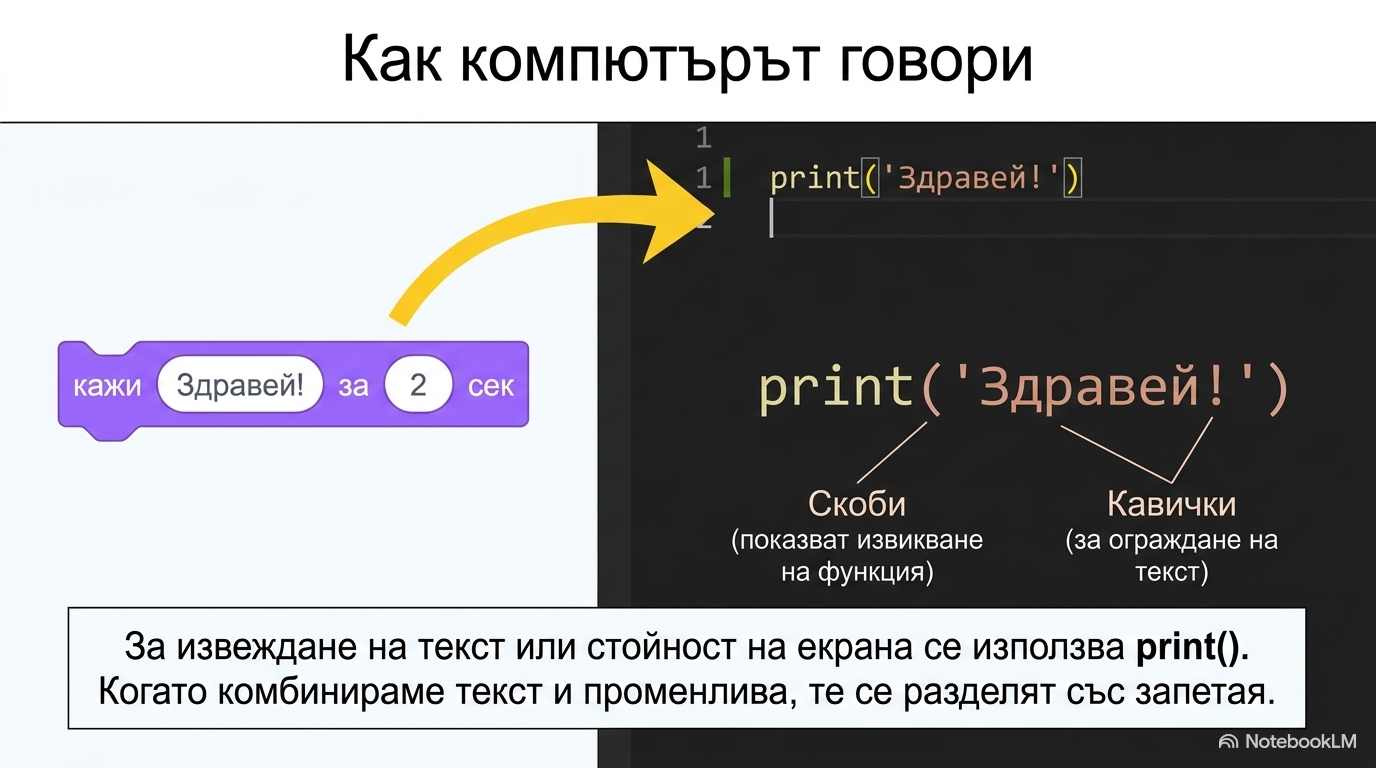 Как компютърът говори
1
1
print('Здравей!')
2
кажи Здравей! за 2 сек
print('Здравей!')
Скоби
(показват извикване
на функция)
Кавички
(за ограждане на
текст)
За извеждане на текст или стойност на екрана се използва print().
Когато комбинираме текст и променлива, те се разделят със запетая.
NotebookLM